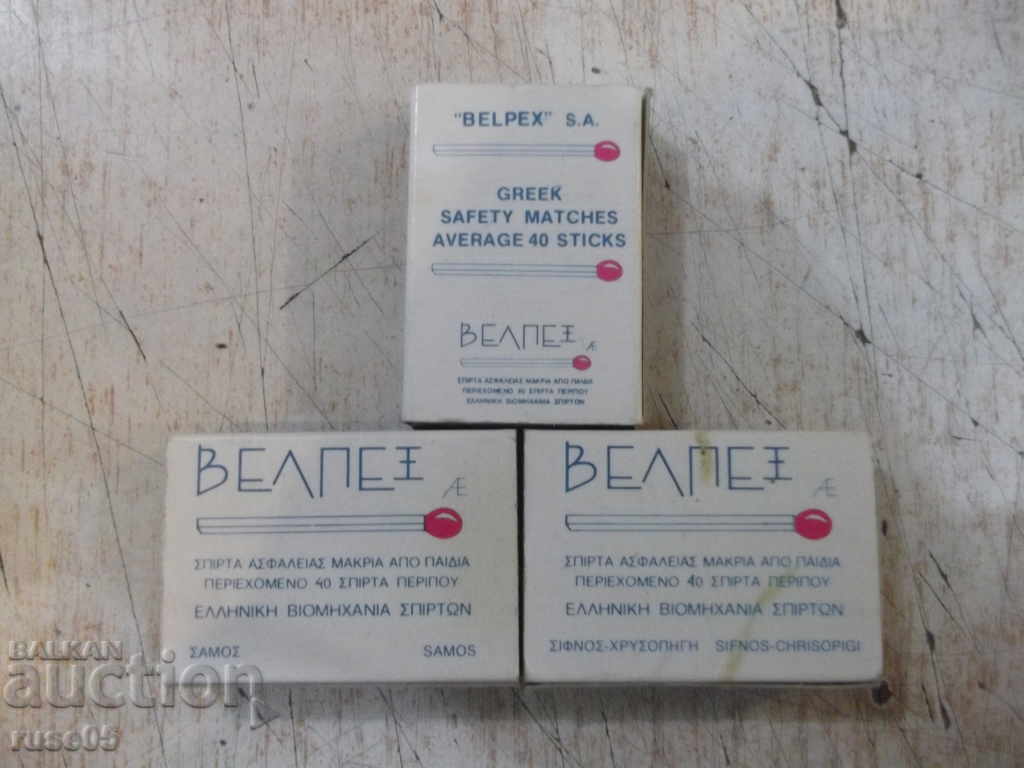 "BELPEX" S.A.
GREEK
SAFETY MATCHES
AVERAGE 40 STICKS
ΒΕΛΠΕΞ ΑΕ
ΣΠΙΡΤΑ ΑΣΦΑΛΕΙΑΣ ΜΑΚΡΙΑ ΑΠΟ ΠΑΙΔΙΑ
ΠΕΡΙΕΧΟΜΕΝΟ 40 ΣΠΙΡΤΑ ΠΕΡΙΠΟΥ
ΕΛΛΗΝΙΚΗ ΒΙΟΜΗΧΑΝΙΑ ΣΠΙΡΤΩΝ
ΒΕΛΠΕΞ ΑΕ
ΣΠΙΡΤΑ ΑΣΦΑΛΕΙΑΣ ΜΑΚΡΙΑ ΑΠΟ ΠΑΙΔΙΑ
ΠΕΡΙΕΧΟΜΕΝΟ 40 ΣΠΙΡΤΑ ΠΕΡΙΠΟΥ
ΕΛΛΗΝΙΚΗ ΒΙΟΜΗΧΑΝΙΑ ΣΠΙΡΤΩΝ
ΣΑΜΟΣ SAMOS
ΒΕΛΠΕΞ ΑΕ
ΣΠΙΡΤΑ ΑΣΦΑΛΕΙΑΣ ΜΑΚΡΙΑ ΑΠΟ ΠΑΙΔΙΑ
ΠΕΡΙΕΧΟΜΕΝΟ 40 ΣΠΙΡΤΑ ΠΕΡΙΠΟΥ
ΕΛΛΗΝΙΚΗ ΒΙΟΜΗΧΑΝΙΑ ΣΠΙΡΤΩΝ
ΣΙΦΝΟΣ-ΧΡΥΣΟΠΗΓΗ SIFNOS-CHRISOPIGI
BALKAN
auction
ruse05